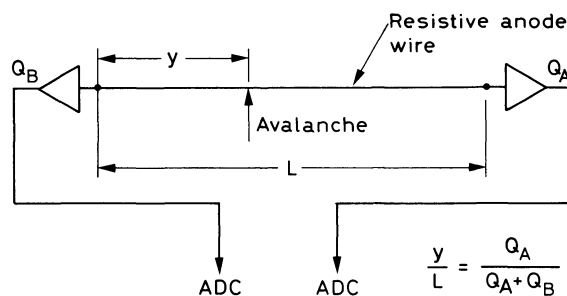 Resistive anode
wire
Q_B
y
Q_A
Avalanche
L
ADC
ADC
y/L = Q_A/(Q_A+Q_B)